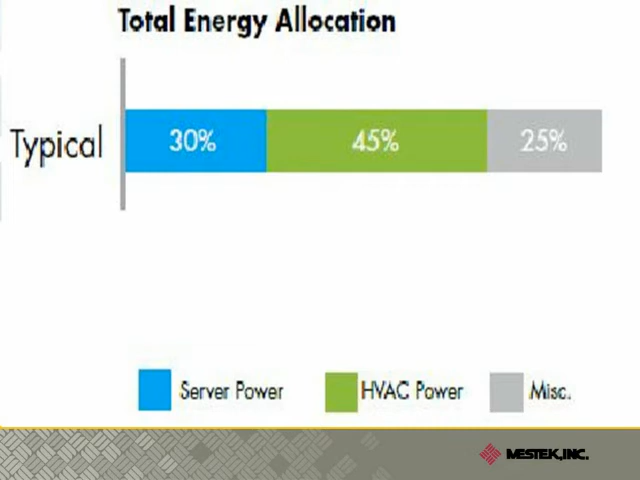 Total Energy Allocation
Typical
30%
45%
25%
Server Power
HVAC Power
Misc.
MESTEK, INC.